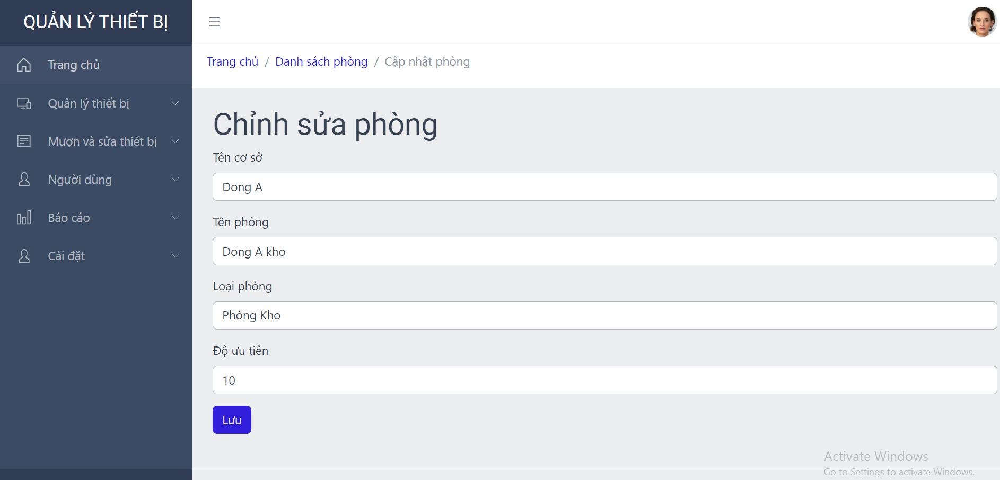 QUẢN LÝ THIẾT BỊ
Trang chủ
Quản lý thiết bị
Mượn và sửa thiết bị
Người dùng
Báo cáo
Cài đặt
Trang chủ / Danh sách phòng / Cập nhật phòng
Chỉnh sửa phòng
Tên cơ sở
Dong A
Tên phòng
Dong A kho
Loại phòng
Phòng Kho
Độ ưu tiên
10
Lưu
Activate Windows
Go to Settings to activate Windows.